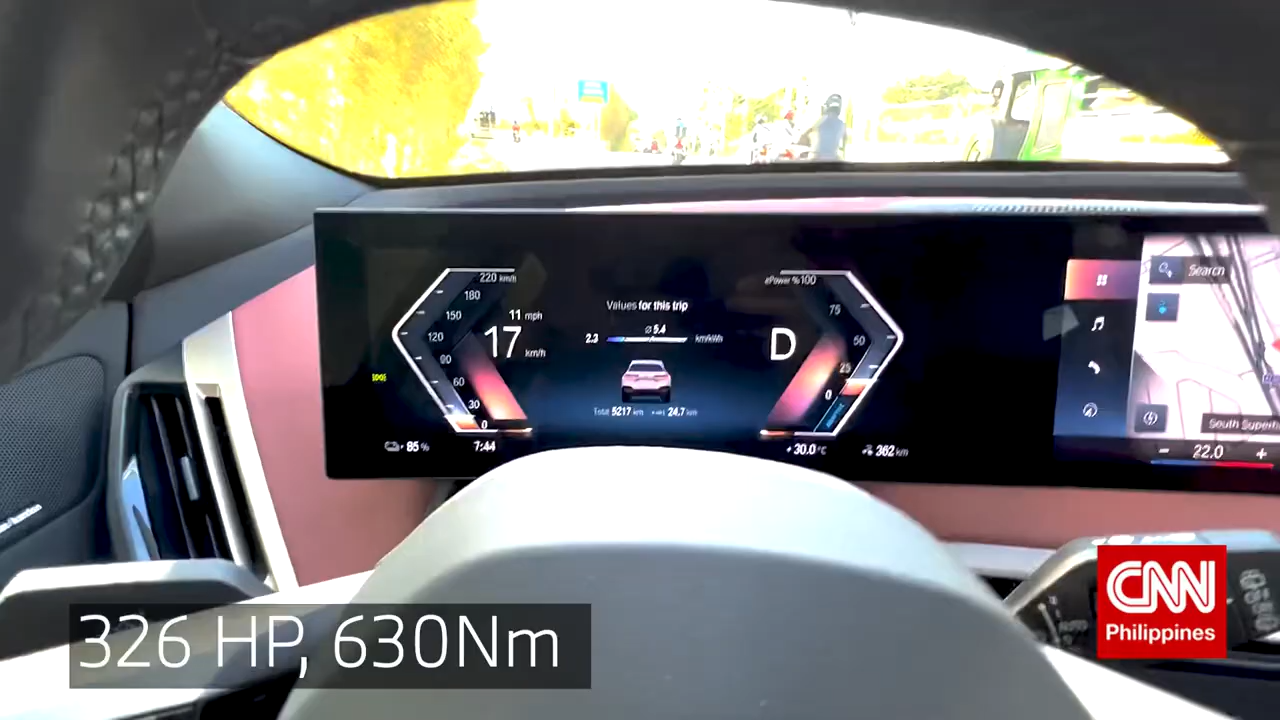 220 km/h
180
150
120
90
60
30
0
11 mph
17 km/h
85 %
7:44
Values for this trip
Ø 5.4
2.3
km/kWh
Total 5217 km
24.7 km
ePower % 100
75
50
25
0
D
+30.0 °C
362 km
Search
South Superh
− 22.0 +
AUTO
326 HP, 630Nm
CNN
Philippines